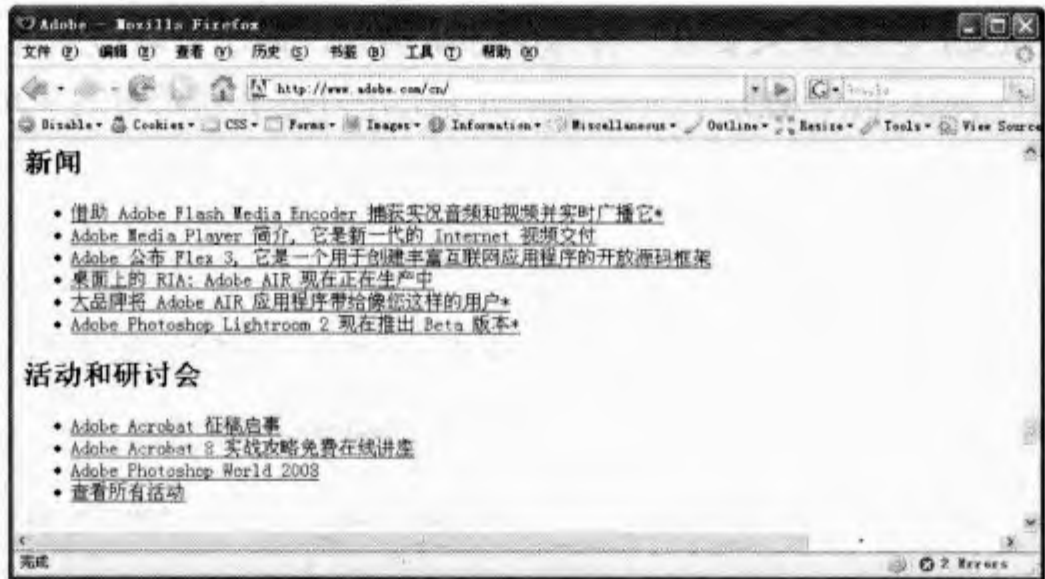 Adobe - Mozilla Firefox
文件 (F) 编辑 (E) 查看 (V) 历史 (S) 书签 (B) 工具 (T) 帮助 (H)
http://www.adobe.com/cn/
Disable Cookies CSS Forms Images Information Miscellaneous Outline Resize Tools View Source
新闻
• 借助 Adobe Flash Media Encoder 捕获实况音频和视频并实时广播它*
• Adobe Media Player 简介, 它是新一代的 Internet 视频交付
• Adobe 公布 Flex 3, 它是一个用于创建丰富互联网应用程序的开放源码框架
• 桌面上的 RIA: Adobe AIR 现在正在生产中
• 大品牌将 Adobe AIR 应用程序带给像您这样的用户*
• Adobe Photoshop Lightroom 2 现在推出 Beta 版本*
活动和研讨会
• Adobe Acrobat 征稿启事
• Adobe Acrobat 8 实战攻略免费在线讲座
• Adobe Photoshop World 2008
• 查看所有活动
完成
2 Errors